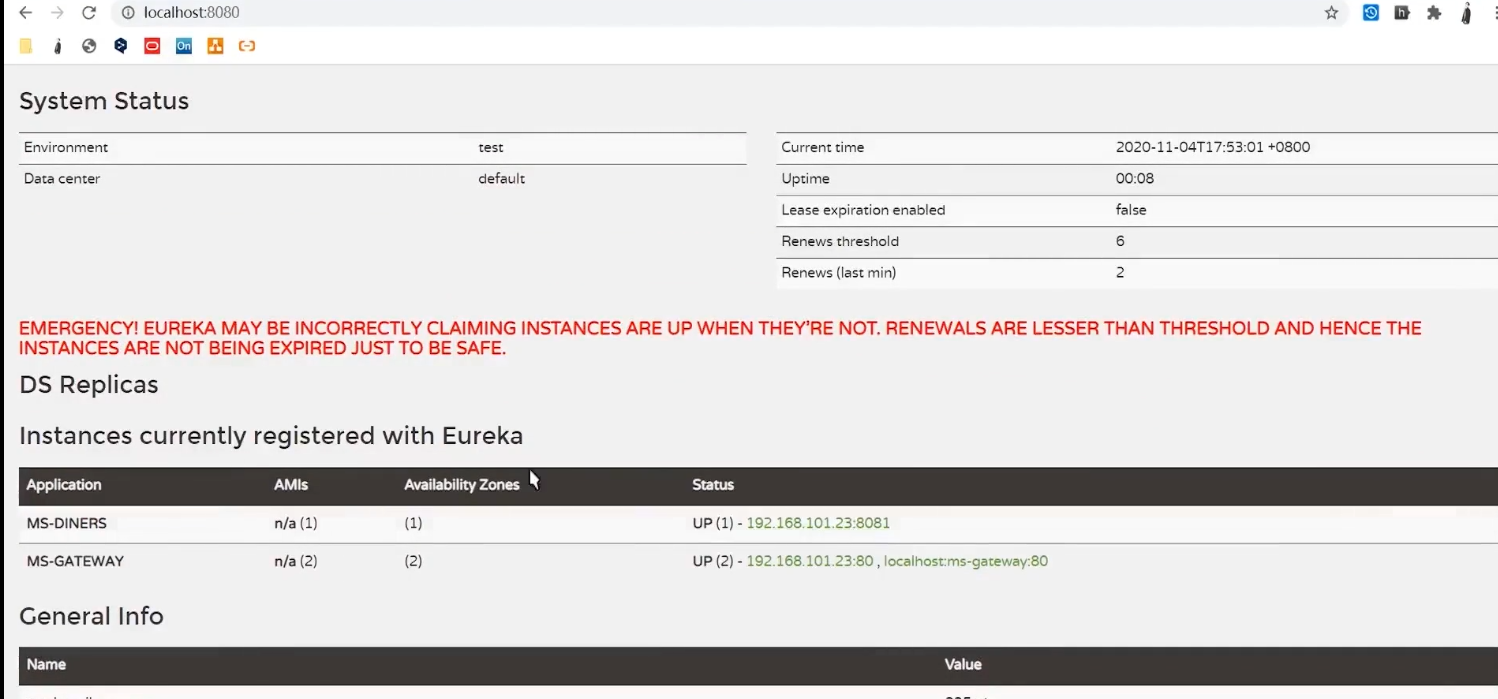 localhost:8080
On
System Status
Environment test
Data center default
Current time 2020-11-04T17:53:01 +0800
Uptime 00:08
Lease expiration enabled false
Renews threshold 6
Renews (last min) 2
EMERGENCY! EUREKA MAY BE INCORRECTLY CLAIMING INSTANCES ARE UP WHEN THEY'RE NOT. RENEWALS ARE LESSER THAN THRESHOLD AND HENCE THE
INSTANCES ARE NOT BEING EXPIRED JUST TO BE SAFE.
DS Replicas
Instances currently registered with Eureka
Application AMIs Availability Zones Status
MS-DINERS n/a (1) (1) UP (1) - 192.168.101.23:8081
MS-GATEWAY n/a (2) (2) UP (2) - 192.168.101.23:80 , localhost:ms-gateway:80
General Info
Name Value